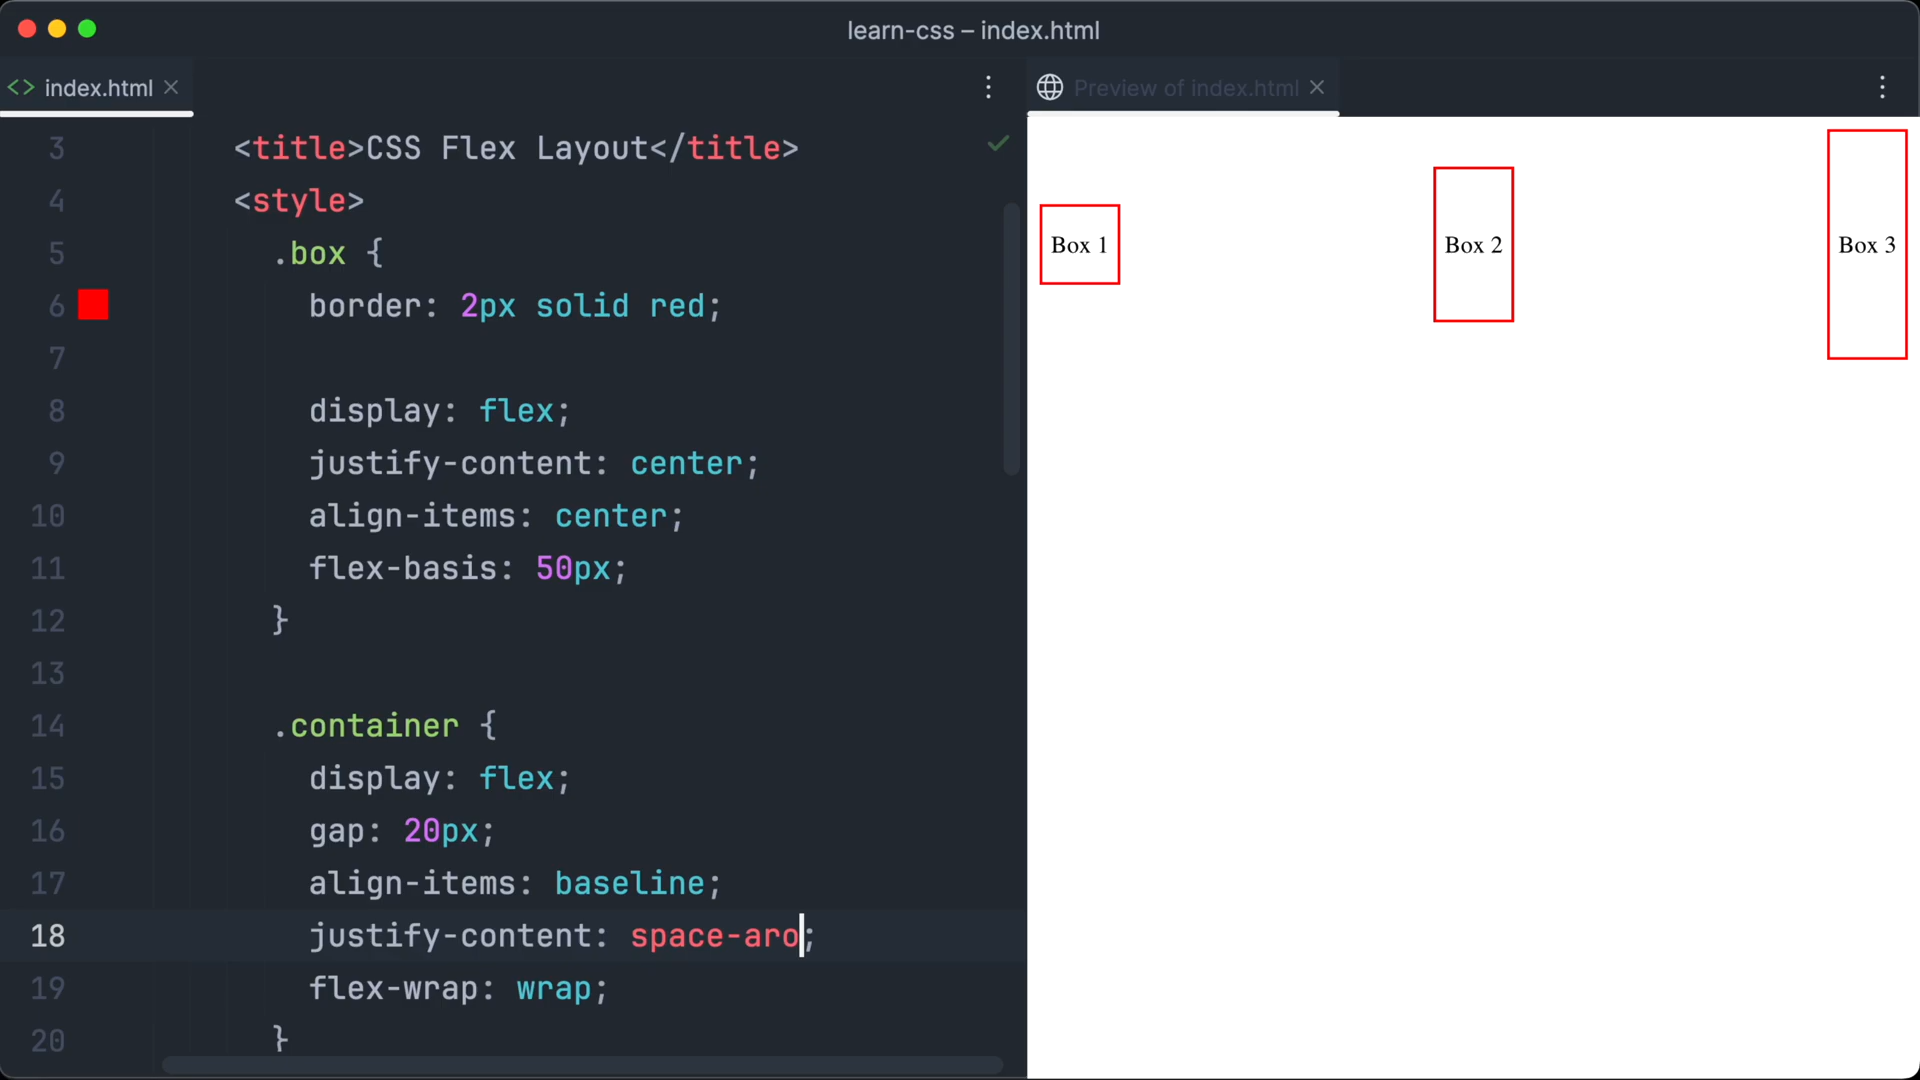 learn-css – index.html
<> index.html
Preview of index.html
3 <title>CSS Flex Layout</title>
4 <style>
5 .box {
6 border: 2px solid red;
7
8 display: flex;
9 justify-content: center;
10 align-items: center;
11 flex-basis: 50px;
12 }
13
14 .container {
15 display: flex;
16 gap: 20px;
17 align-items: baseline;
18 justify-content: space-aro;
19 flex-wrap: wrap;
20 }
Box 1
Box 2
Box 3